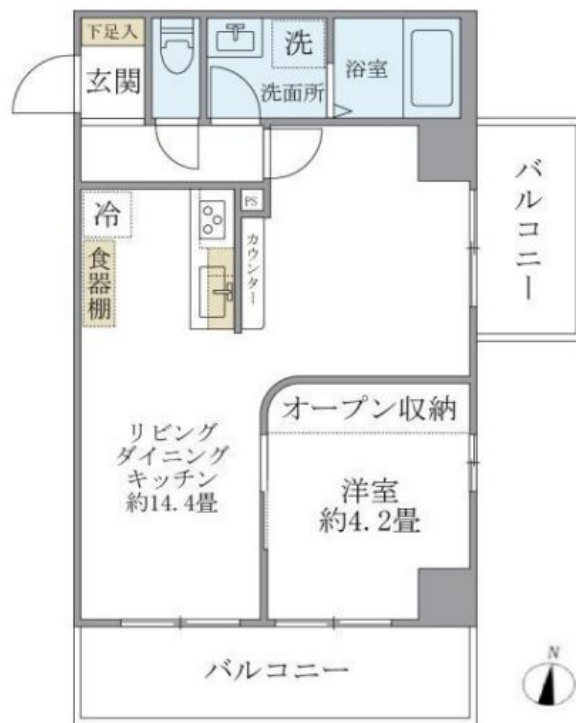 下足入
玄関
洗
洗面所
浴室
バルコニー
冷
食器棚
PS
カウンター
オープン収納
リビング
ダイニング
キッチン
約14.4畳
洋室
約4.2畳
バルコニー
N